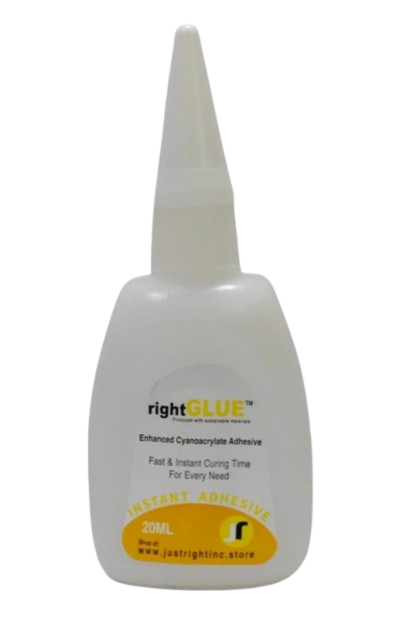 rightGLUE™
Produced with sustainable materials
Enhanced Cyanoacrylate Adhesive
Fast & Instant Curing Time
For Every Need
INSTANT ADHESIVE
20ML
Shop at:
www.justrightinc.store